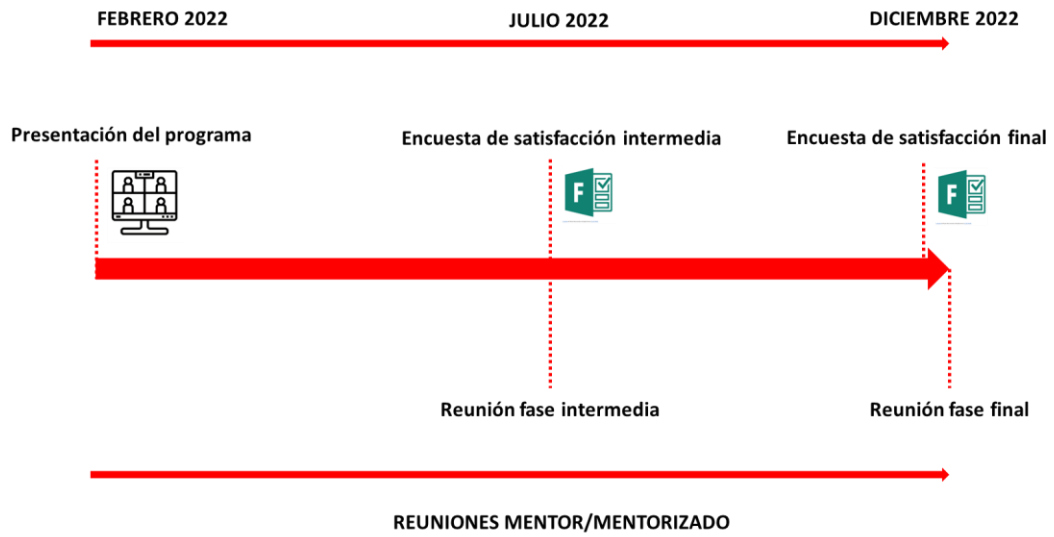 FEBRERO 2022
JULIO 2022
DICIEMBRE 2022
Presentación del programa
Encuesta de satisfacción intermedia
Encuesta de satisfacción final
F
F
Reunión fase intermedia
Reunión fase final
REUNIONES MENTOR/MENTORIZADO